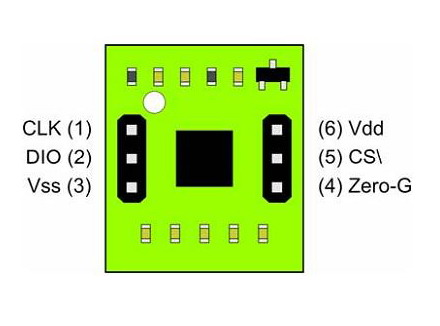 CLK (1)
DIO (2)
Vss (3)
(6) Vdd
(5) CS\
(4) Zero-G